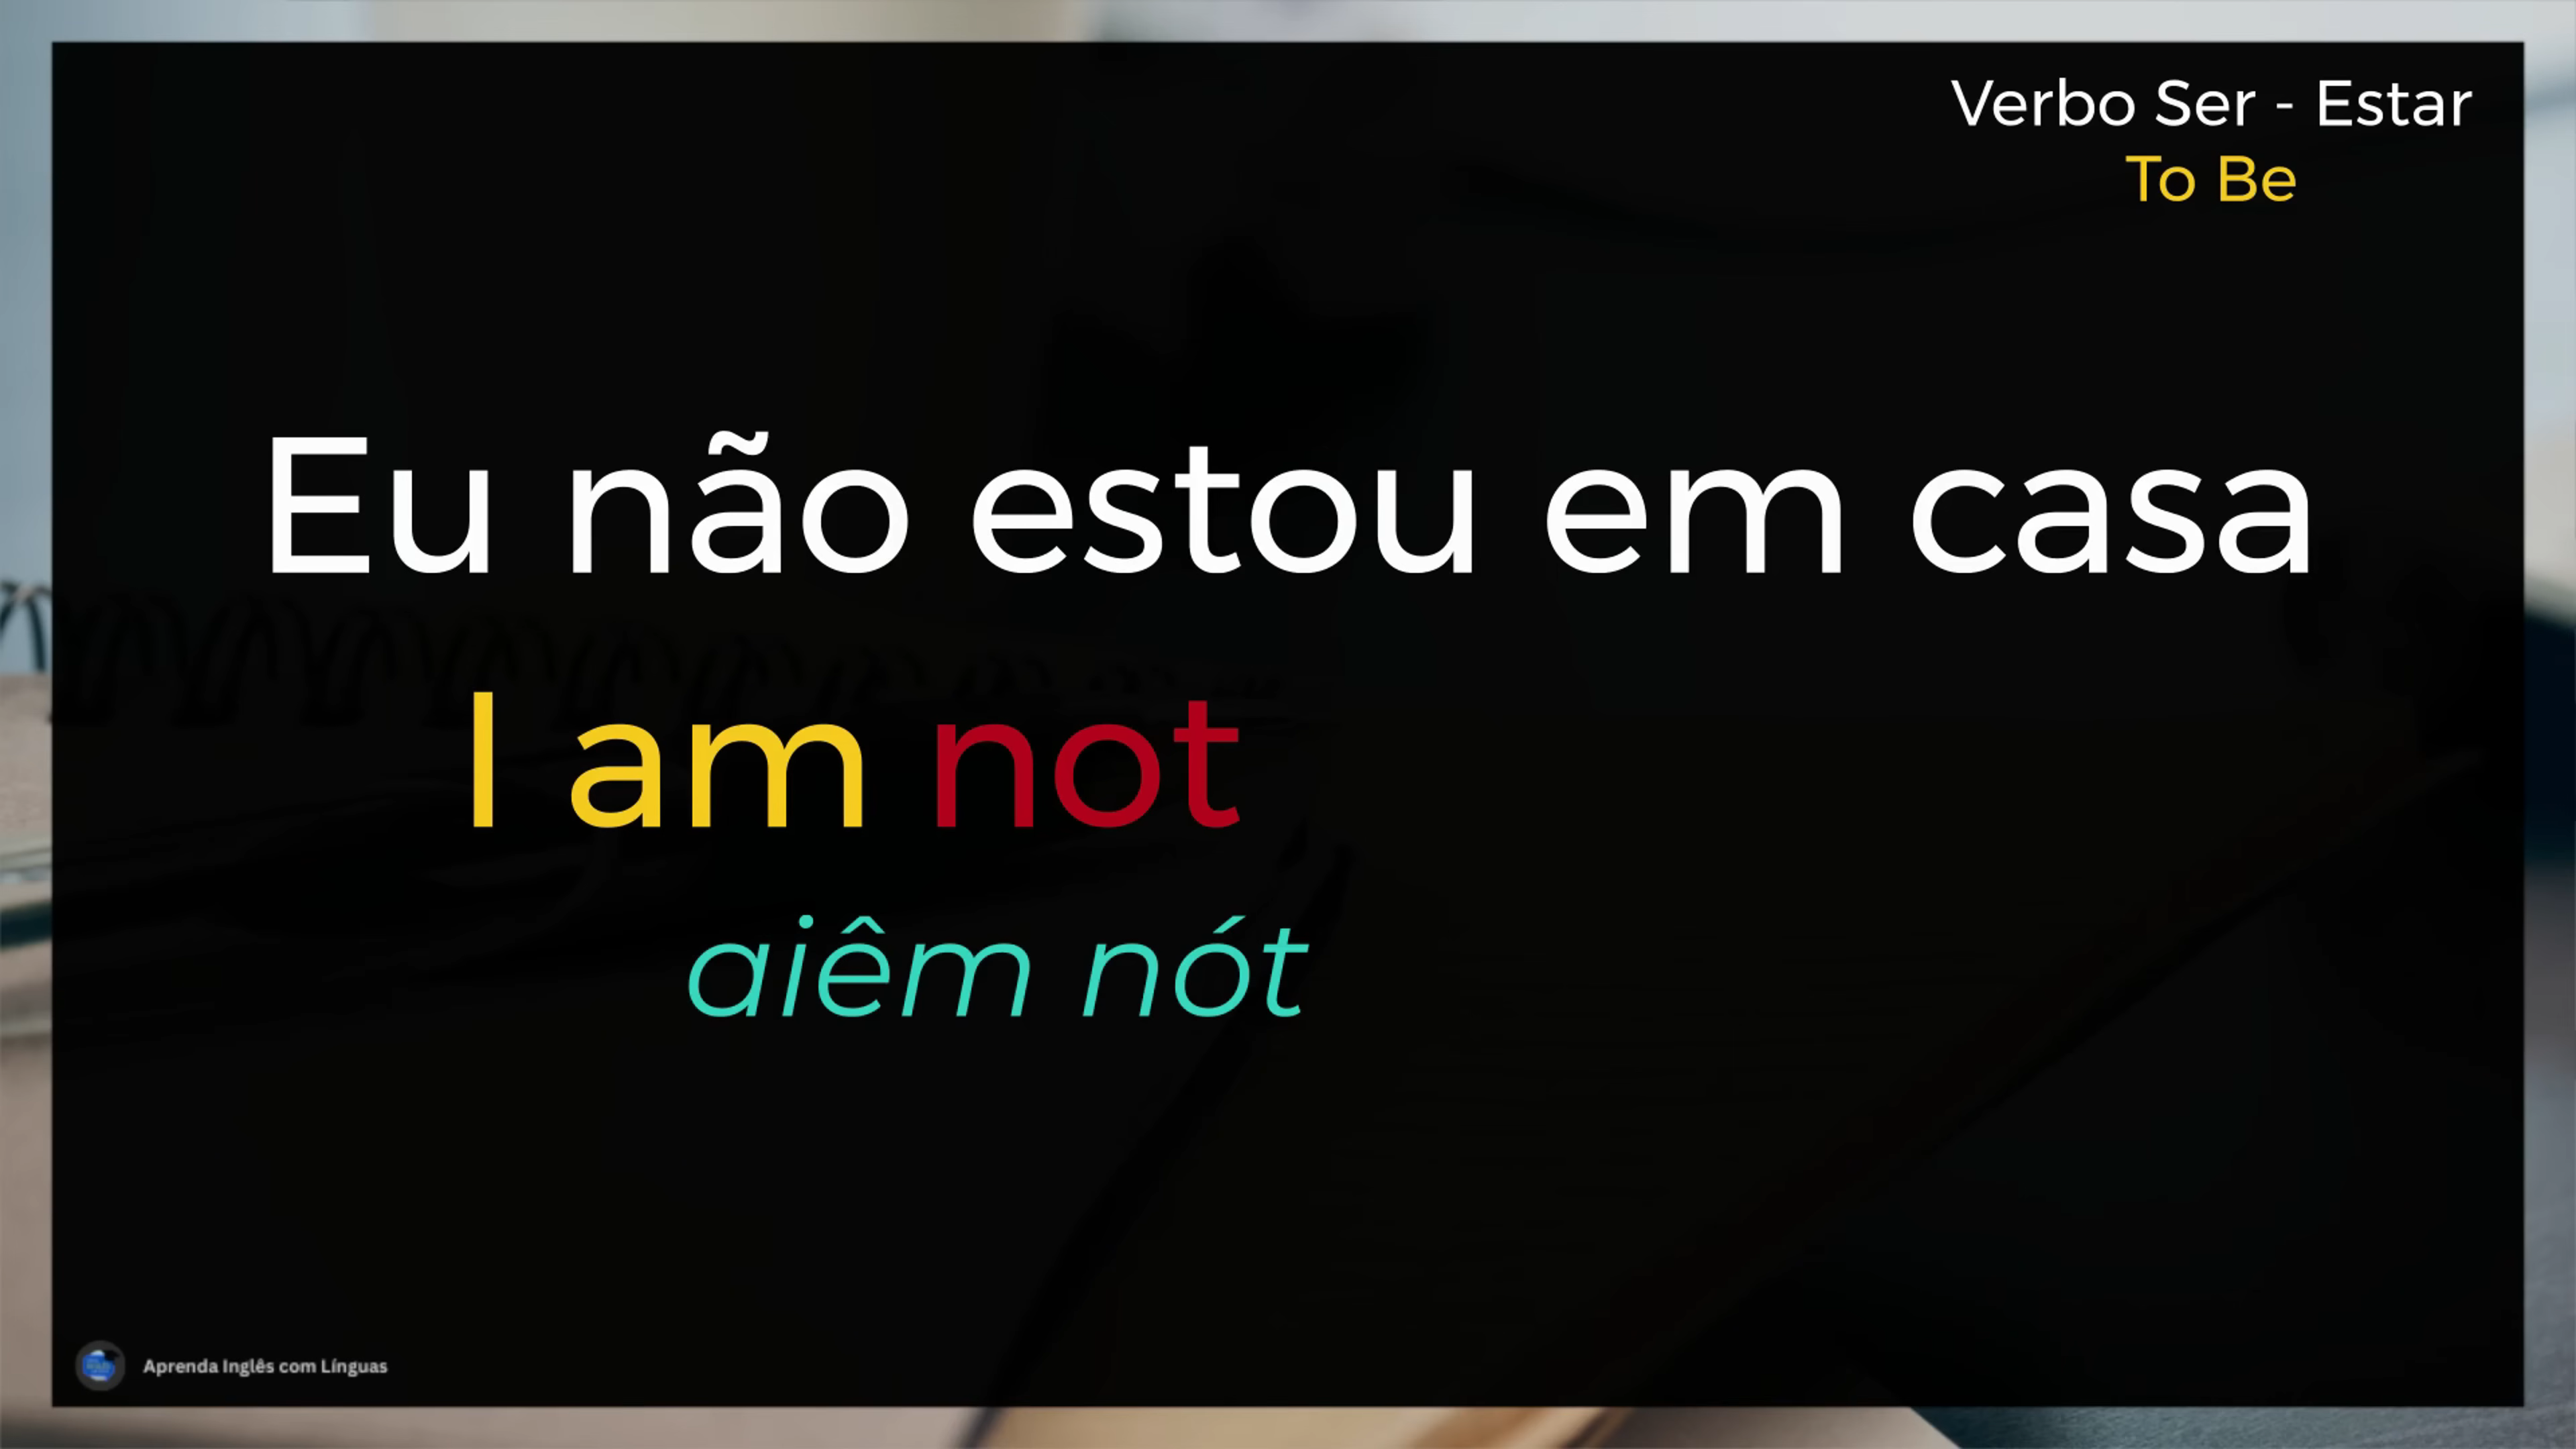 Verbo Ser - Estar
To Be
Eu não estou em casa
I am not
aiêm nót
Aprenda Inglês com Línguas